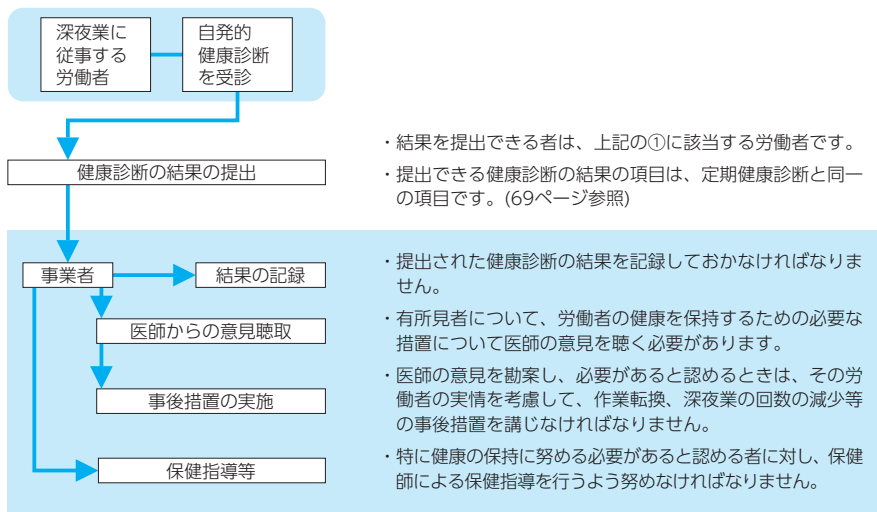 深夜業に
従事する
労働者
自発的
健康診断
を受診
健康診断の結果の提出
・結果を提出できる者は、上記の①に該当する労働者です。
・提出できる健康診断の結果の項目は、定期健康診断と同一
の項目です。(69ページ参照)
事業者
結果の記録
医師からの意見聴取
事後措置の実施
保健指導等
・提出された健康診断の結果を記録しておかなければなりま
せん。
・有所見者について、労働者の健康を保持するための必要な
措置について医師の意見を聴く必要があります。
・医師の意見を勘案し、必要があると認めるときは、その労
働者の実情を考慮して、作業転換、深夜業の回数の減少等
の事後措置を講じなければなりません。
・特に健康の保持に努める必要があると認める者に対し、保健
師による保健指導を行うよう努めなければなりません。